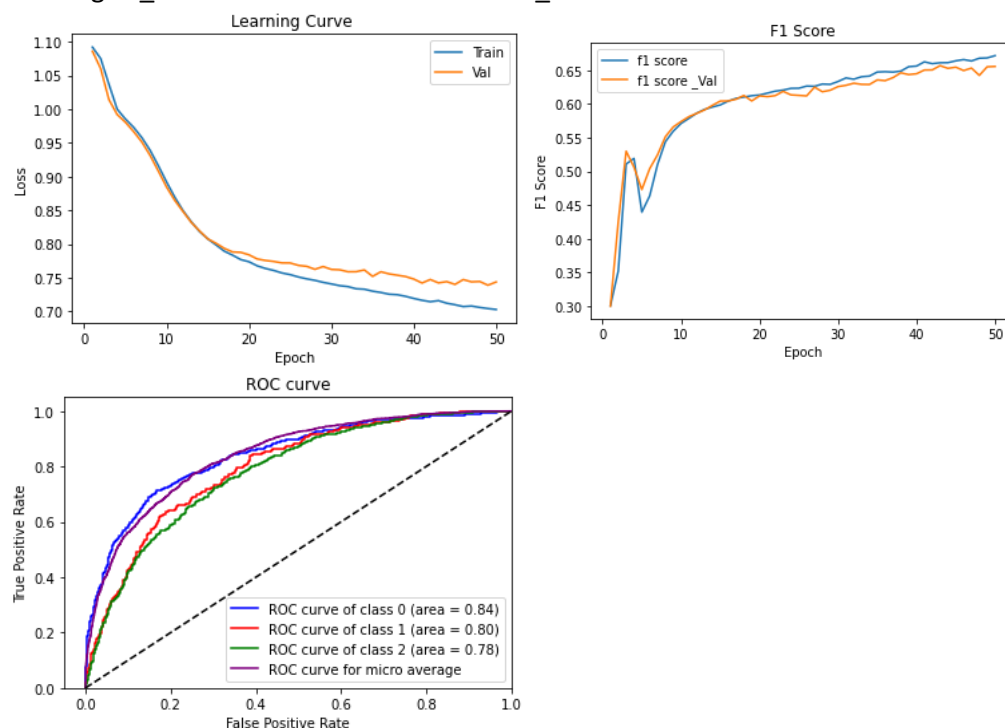 Learning Curve
1.10
1.05
1.00
0.95
0.90
0.85
0.80
0.75
0.70
Loss
Train
Val
0 10 20 30 40 50
Epoch
F1 Score
0.65
0.60
0.55
0.50
0.45
0.40
0.35
0.30
F1 Score
f1 score
f1 score _Val
0 10 20 30 40 50
Epoch
ROC curve
1.0
0.8
0.6
0.4
0.2
0.0
True Positive Rate
ROC curve of class 0 (area = 0.84)
ROC curve of class 1 (area = 0.80)
ROC curve of class 2 (area = 0.78)
ROC curve for micro average
0.0 0.2 0.4 0.6 0.8 1.0
False Positive Rate